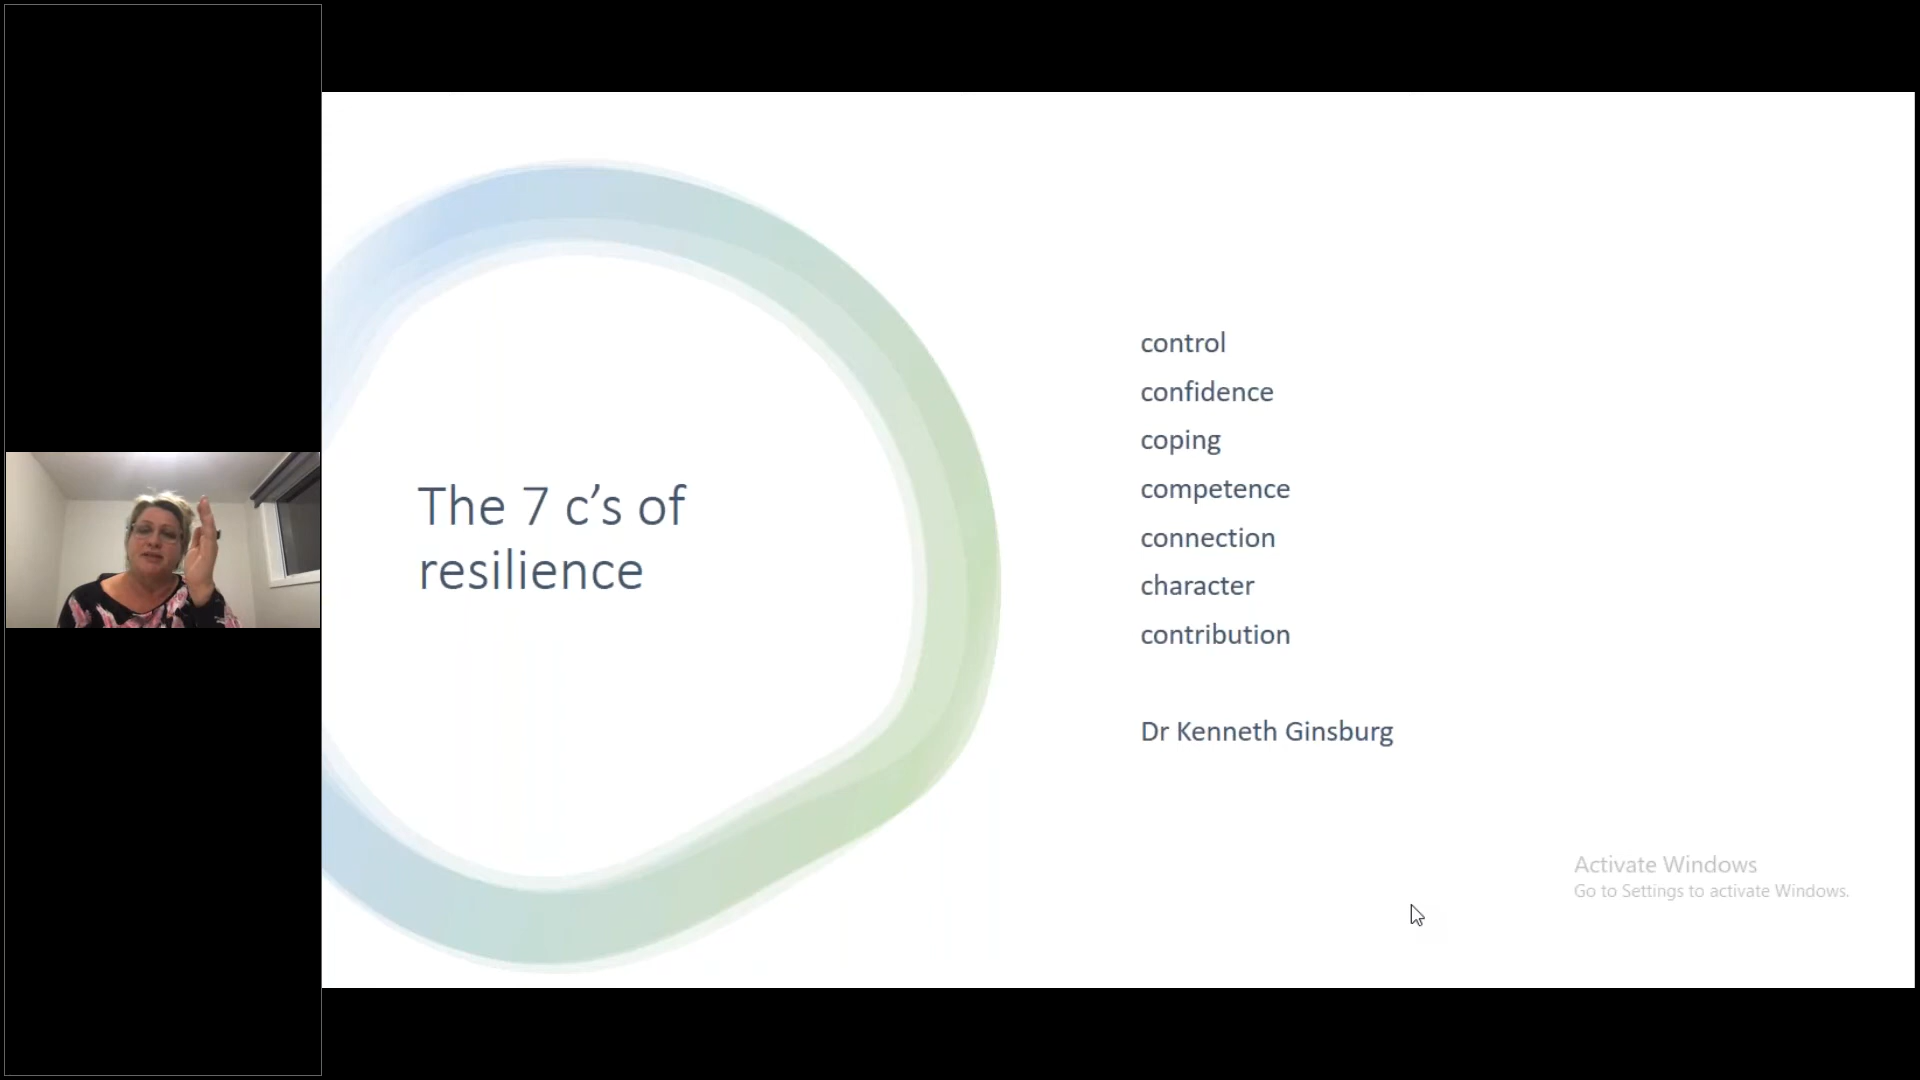 The 7 c’s of
resilience
control
confidence
coping
competence
connection
character
contribution
Dr Kenneth Ginsburg
Activate Windows
Go to Settings to activate Windows.